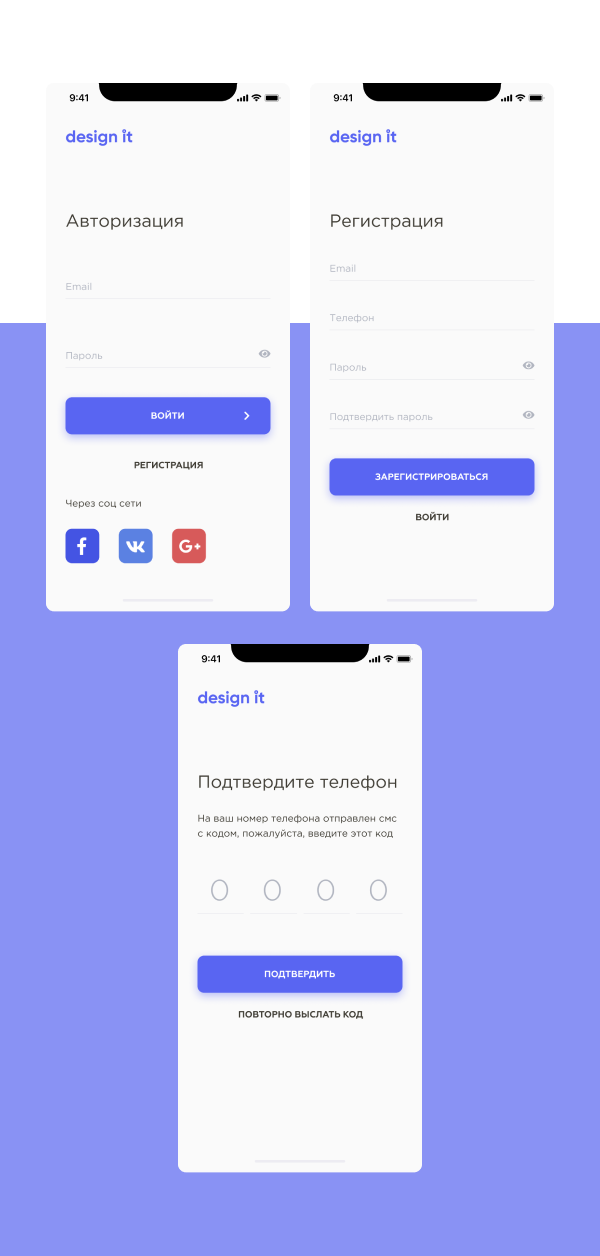 9:41
design it
Авторизация
Email
Пароль
ВОЙТИ
РЕГИСТРАЦИЯ
Через соц сети
f
G+
9:41
design it
Регистрация
Email
Телефон
Пароль
Подтвердить пароль
ЗАРЕГИСТРИРОВАТЬСЯ
ВОЙТИ
9:41
design it
Подтвердите телефон
На ваш номер телефона отправлен смс
с кодом, пожалуйста, введите этот код
0 0 0 0
ПОДТВЕРДИТЬ
ПОВТОРНО ВЫСЛАТЬ КОД